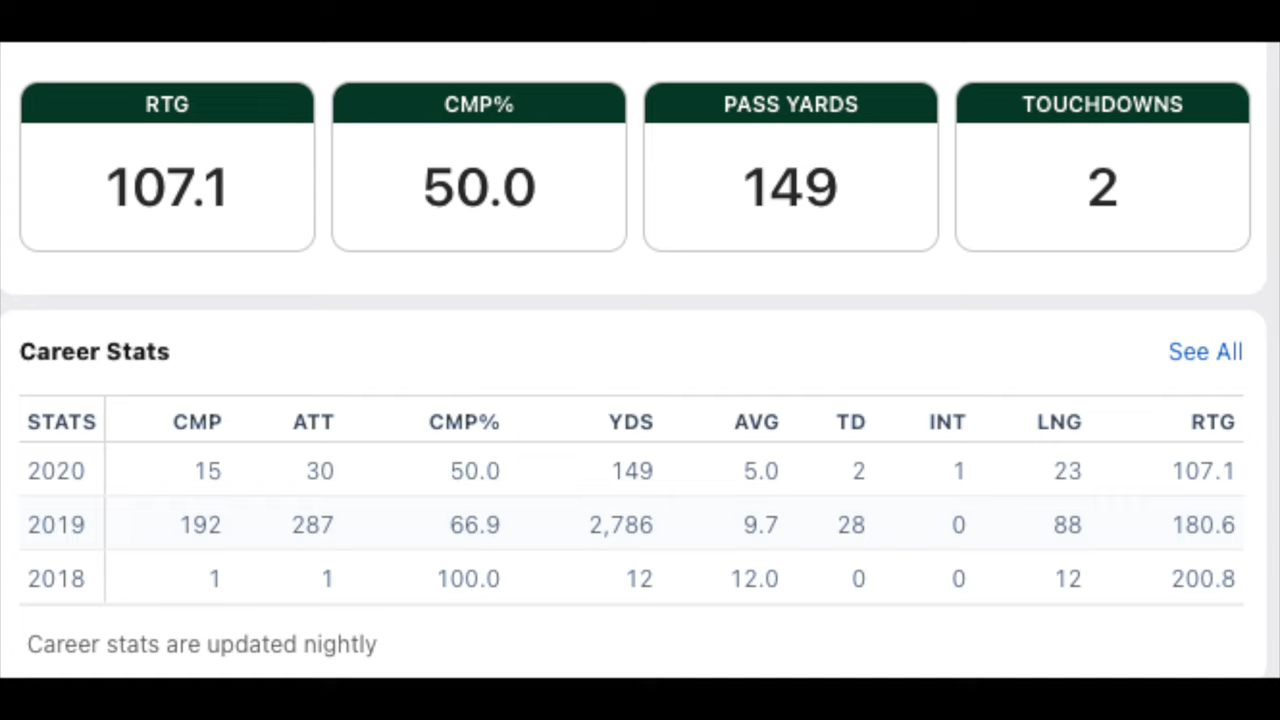 RTG CMP% PASS YARDS TOUCHDOWNS
107.1 50.0 149 2
Career Stats See All
STATS CMP ATT CMP% YDS AVG TD INT LNG RTG
2020 15 30 50.0 149 5.0 2 1 23 107.1
2019 192 287 66.9 2,786 9.7 28 0 88 180.6
2018 1 1 100.0 12 12.0 0 0 12 200.8
Career stats are updated nightly